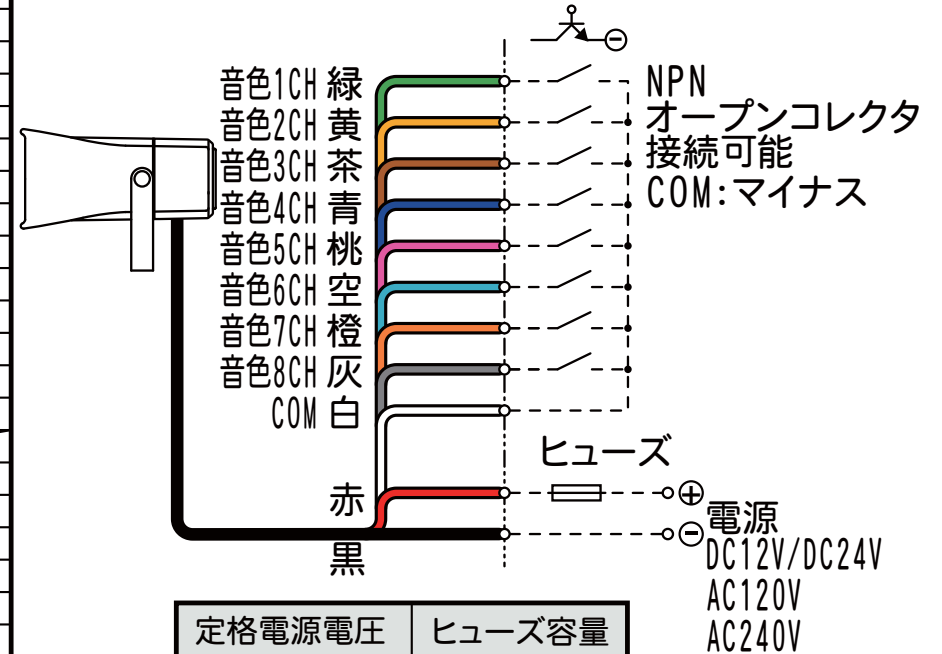 音色1CH 緑
音色2CH 黄
音色3CH 茶
音色4CH 青
音色5CH 桃
音色6CH 空
音色7CH 橙
音色8CH 灰
COM 白
赤
黒
NPN
オープンコレクタ
接続可能
COM:マイナス
ヒューズ
電源
DC12V/DC24V
AC120V
AC240V
定格電源電圧 ヒューズ容量